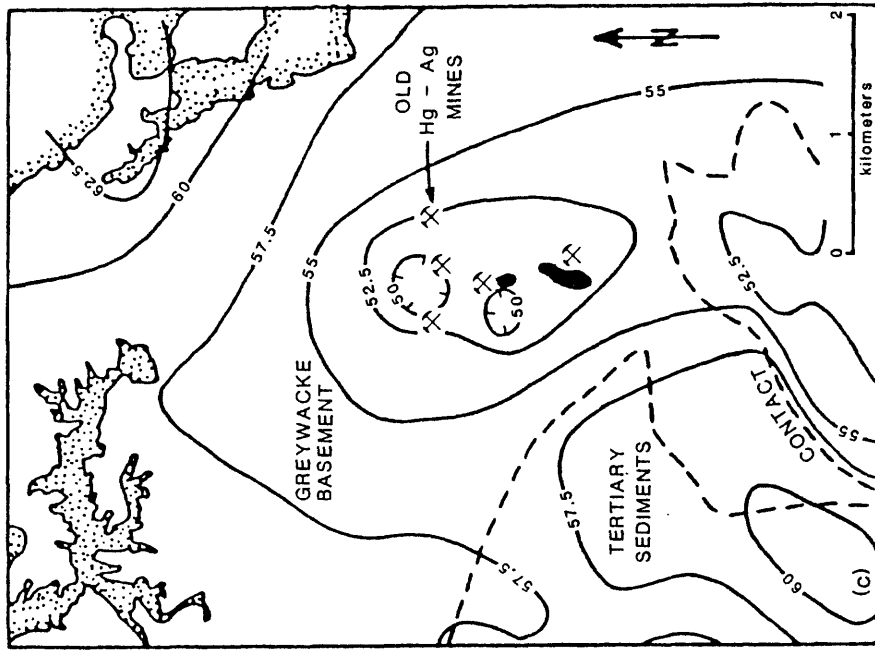 62.5
60
57.5
OLD
Hg - Ag
MINES
55
55
52.5
50
50
GREYWACKE
BASEMENT
57.5
57.5
TERTIARY
SEDIMENTS
CONTACT
60
55
52.5
N
0 1 2
kilometers
(c)